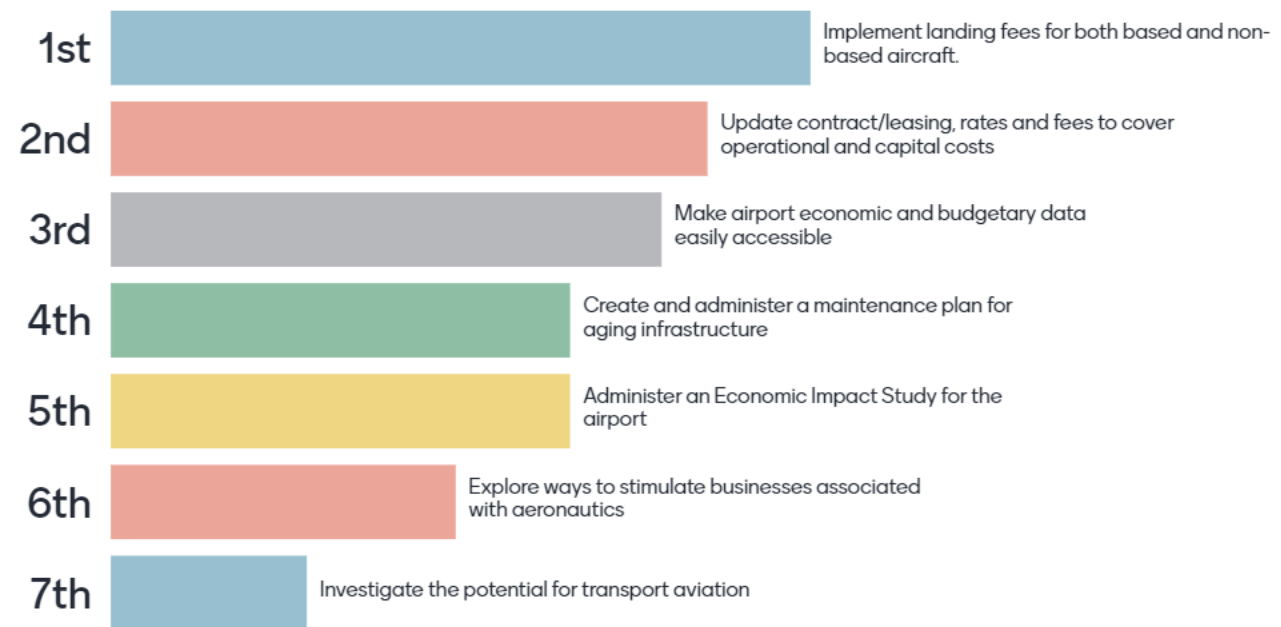 1st
Implement landing fees for both based and non-
based aircraft.
2nd
Update contract/leasing, rates and fees to cover
operational and capital costs
3rd
Make airport economic and budgetary data
easily accessible
4th
Create and administer a maintenance plan for
aging infrastructure
5th
Administer an Economic Impact Study for the
airport
6th
Explore ways to stimulate businesses associated
with aeronautics
7th
Investigate the potential for transport aviation